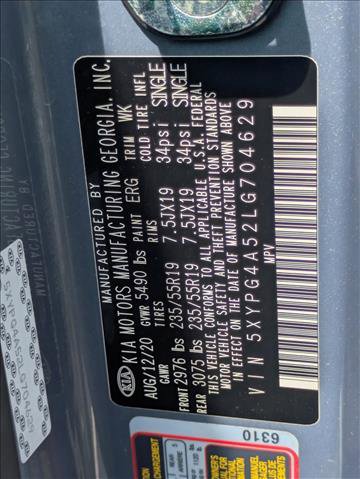 MANUFACTURED BY
KIA KIA MOTORS MANUFACTURING GEORGIA, INC.
AUG/12/20 GVWR 5490 lbs PAINT ERG TRIM WK
GAWR TIRES RIMS COLD TIRE INFL
FRONT 2976 lbs 235/55R19 7.5JX19 34psi SINGLE
REAR 3075 lbs 235/55R19 7.5JX19 34psi SINGLE
THIS VEHICLE CONFORMS TO ALL APPLICABLE U.S.A. FEDERAL
MOTOR VEHICLE SAFETY AND THEFT PREVENTION STANDARDS
IN EFFECT ON THE DATE OF MANUFACTURE SHOWN ABOVE
VIN: 5XYPG4A52LG704629
MPV
6310